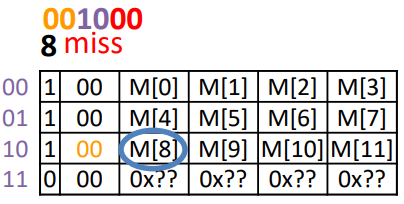 001000
8 miss
00 1 00 M[0] M[1] M[2] M[3]
01 1 00 M[4] M[5] M[6] M[7]
10 1 00 M[8] M[9] M[10] M[11]
11 0 00 0x?? 0x?? 0x?? 0x??